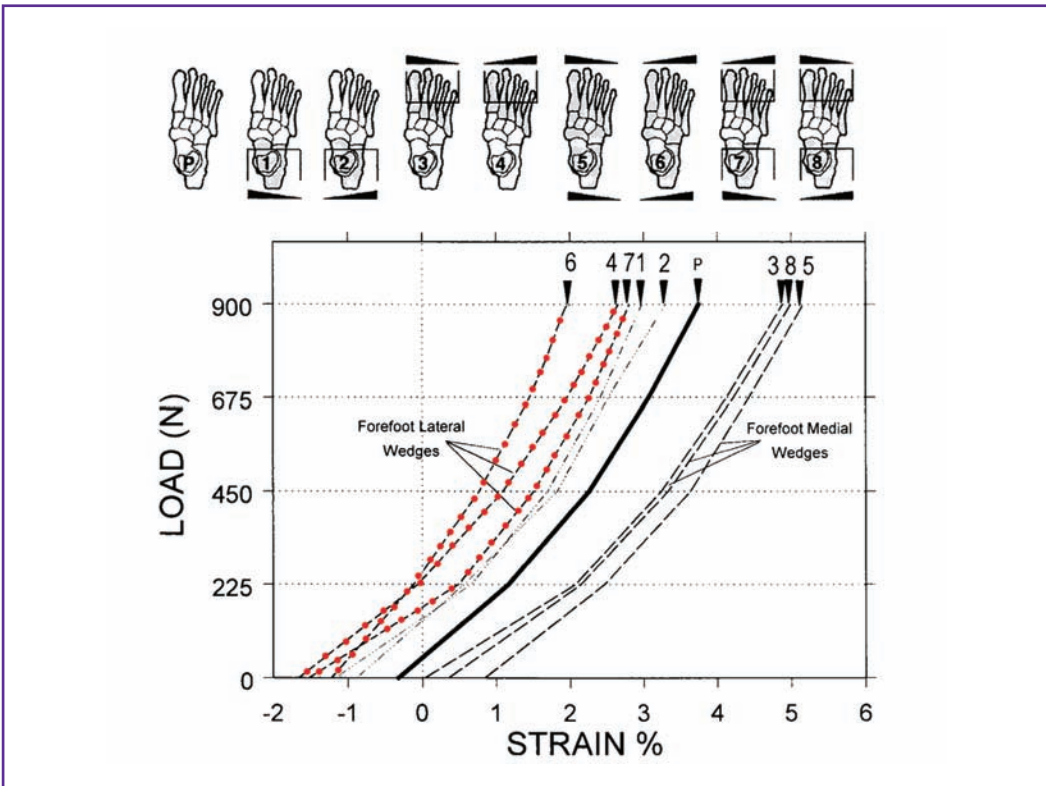 P 1 2 3 4 5 6 7 8
6 4 7 1 2 P 3 8 5
900
675
Forefoot Lateral
Wedges
Forefoot Medial
Wedges
450
225
0
LOAD (N)
-2 -1 0 1 2 3 4 5 6
STRAIN %